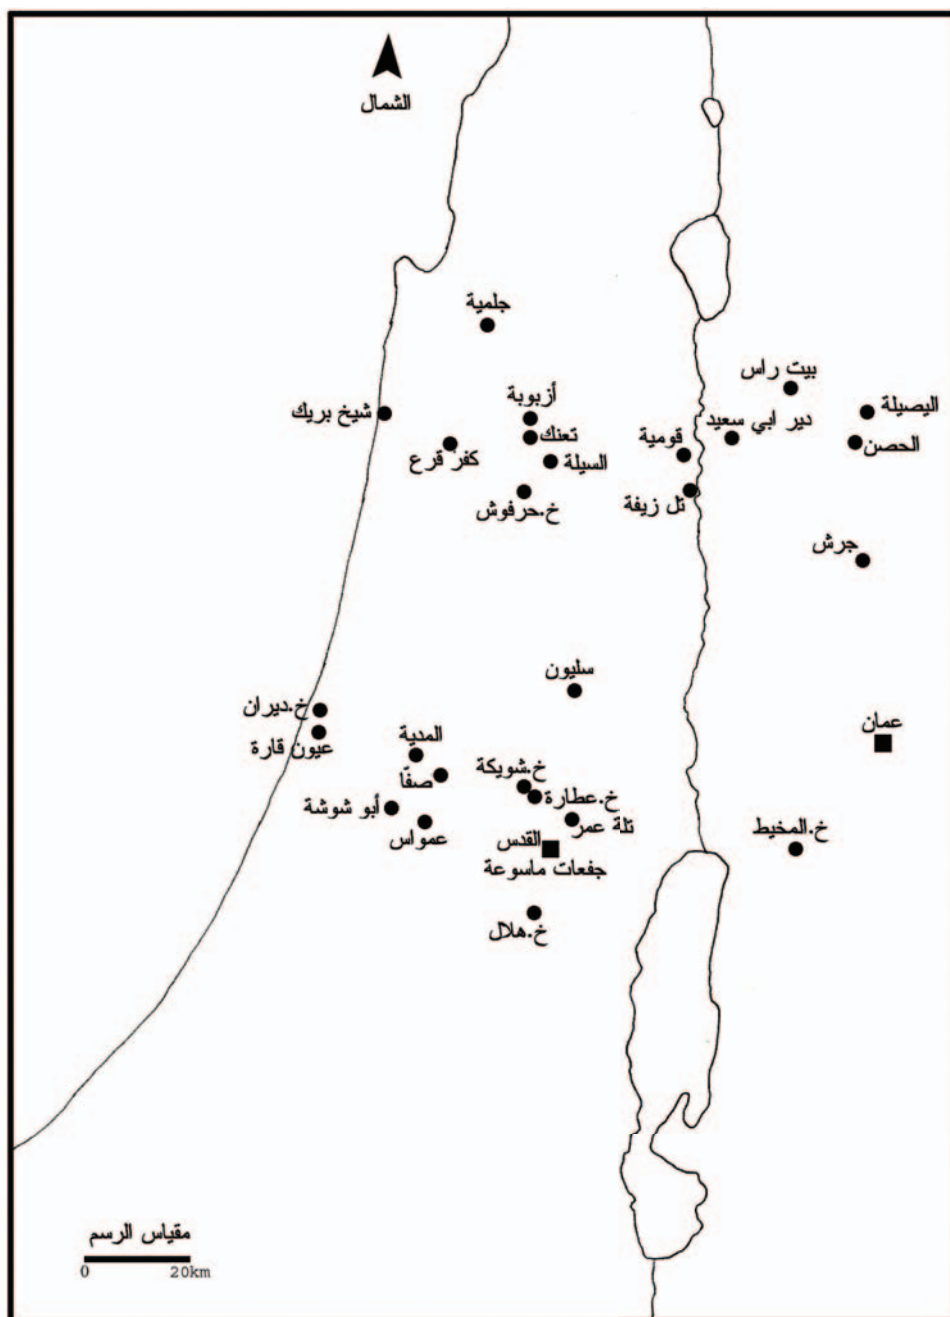 الشمال
جلمية
بيت راس
أزبوبة
شيخ بريك
اليصيلة
دير ابي سعيد
تعنك
قومية
الحصن
كفر قرع
السيلة
تل زيفة
خ.حرفوش
جرش
سليون
خ.ديران
عمان
المدية
عيون قارة
خ.شويكة
صفّا
خ.عطارة
أبو شوشة
تلة عمر
عمواس
القدس
خ.المخيط
جفعات ماسوعة
خ.هلال
مقياس الرسم
0 20km